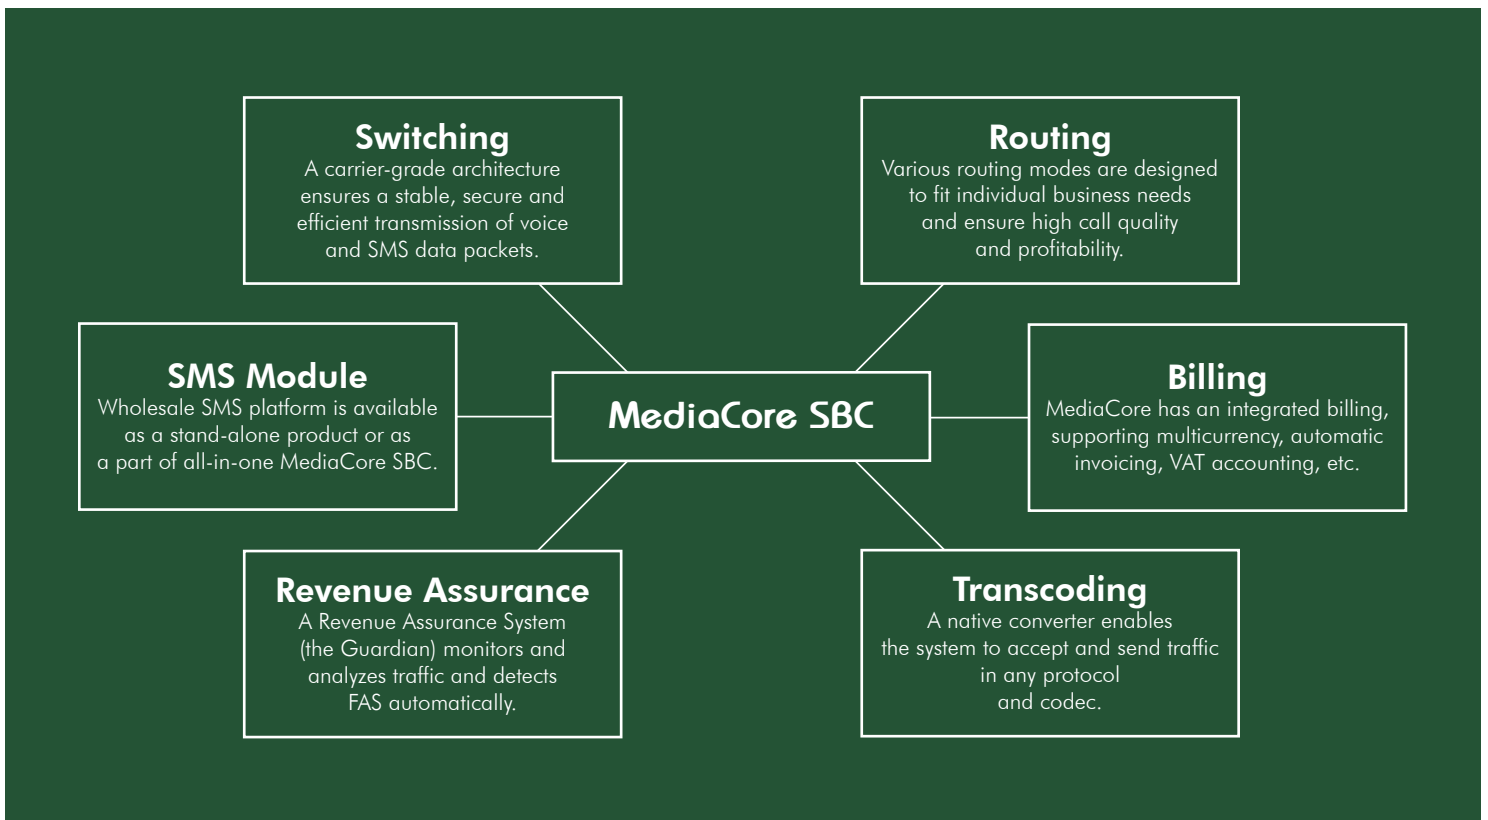 Switching
A carrier-grade architecture
ensures a stable, secure and
efficient transmission of voice
and SMS data packets.
Routing
Various routing modes are designed
to fit individual business needs
and ensure high call quality
and profitability.
SMS Module
Wholesale SMS platform is available
as a stand-alone product or as
a part of all-in-one MediaCore SBC.
MediaCore SBC
Billing
MediaCore has an integrated billing,
supporting multicurrency, automatic
invoicing, VAT accounting, etc.
Revenue Assurance
A Revenue Assurance System
(the Guardian) monitors and
analyzes traffic and detects
FAS automatically.
Transcoding
A native converter enables
the system to accept and send traffic
in any protocol
and codec.